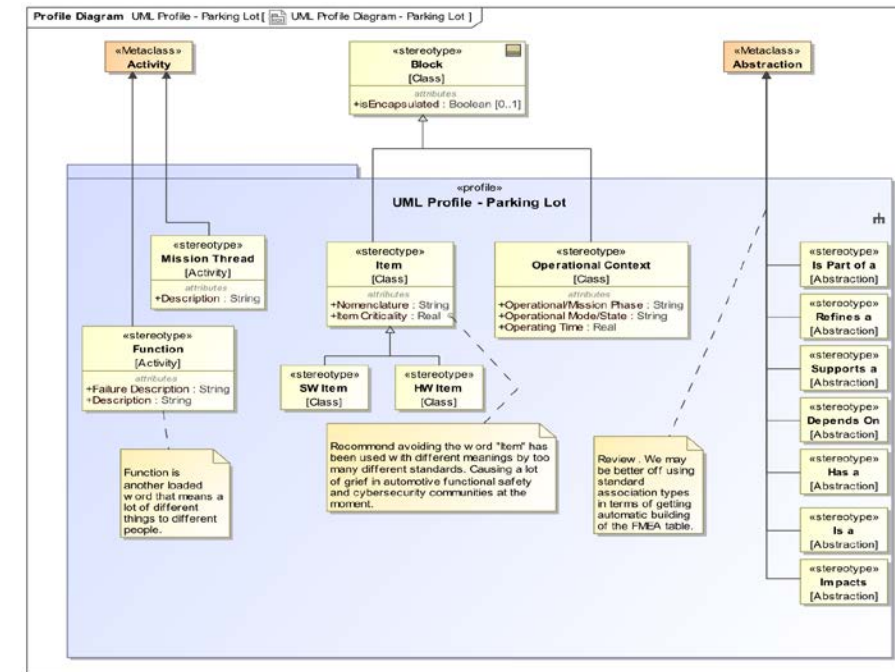 Profile Diagram UML Profile - Parking Lot [ UML Profile Diagram - Parking Lot ]
«Metaclass»
Activity
«stereotype»
Block
[Class]
attributes
+isEncapsulated : Boolean [0..1]
«Metaclass»
Abstraction
«profile»
UML Profile - Parking Lot
«stereotype»
Mission Thread
[Activity]
attributes
+Description : String
«stereotype»
Item
[Class]
attributes
+Nomenclature : String
+Item Criticality : Real
«stereotype»
Operational Context
[Class]
attributes
+Operational/Mission Phase : String
+Operational Mode/State : String
+Operating Time : Real
«stereotype»
Is Part of a
[Abstraction]
«stereotype»
Refines a
[Abstraction]
«stereotype»
Supports a
[Abstraction]
«stereotype»
Depends On
[Abstraction]
«stereotype»
Has a
[Abstraction]
«stereotype»
Is a
[Abstraction]
«stereotype»
Impacts
[Abstraction]
«stereotype»
Function
[Activity]
attributes
+Failure Description : String
+Description : String
«stereotype»
SW Item
[Class]
«stereotype»
HW Item
[Class]
Function is
another loaded
word that means a
lot of different
things to different
people.
Recommend avoiding the word "Item" has
been used with different meanings by too
many different standards. Causing a lot
of grief in automotive functional safety
and cybersecurity communities at the
moment.
Review. We may
be better off using
standard
association types
in terms of getting
automatic building
of the FMEA table.